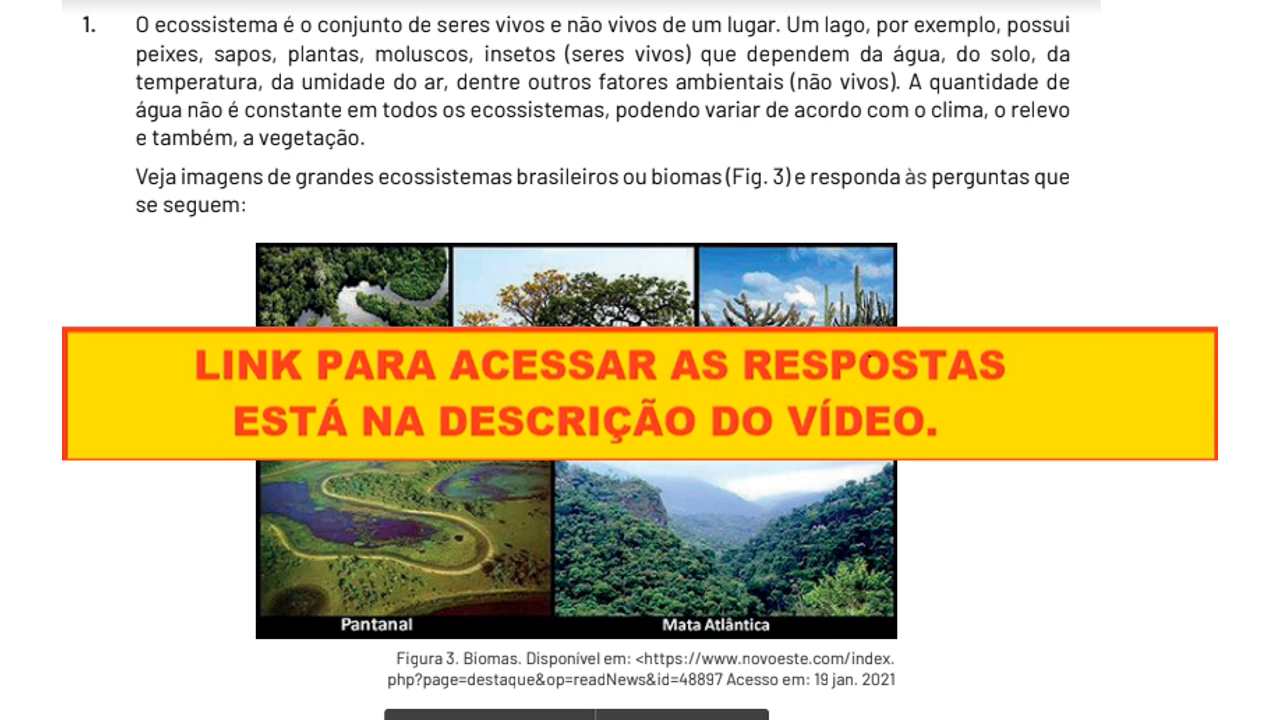 1. O ecossistema é o conjunto de seres vivos e não vivos de um lugar. Um lago, por exemplo, possui
peixes, sapos, plantas, moluscos, insetos (seres vivos) que dependem da água, do solo, da
temperatura, da umidade do ar, dentre outros fatores ambientais (não vivos). A quantidade de
água não é constante em todos os ecossistemas, podendo variar de acordo com o clima, o relevo
e também, a vegetação.
Veja imagens de grandes ecossistemas brasileiros ou biomas (Fig. 3) e responda às perguntas que
se seguem:
LINK PARA ACESSAR AS RESPOSTAS
ESTÁ NA DESCRIÇÃO DO VÍDEO.
Pantanal Mata Atlântica
Figura 3. Biomas. Disponível em: <https://www.novoeste.com/index.
php?page=destaque&op=readNews&id=48897 Acesso em: 19 jan. 2021